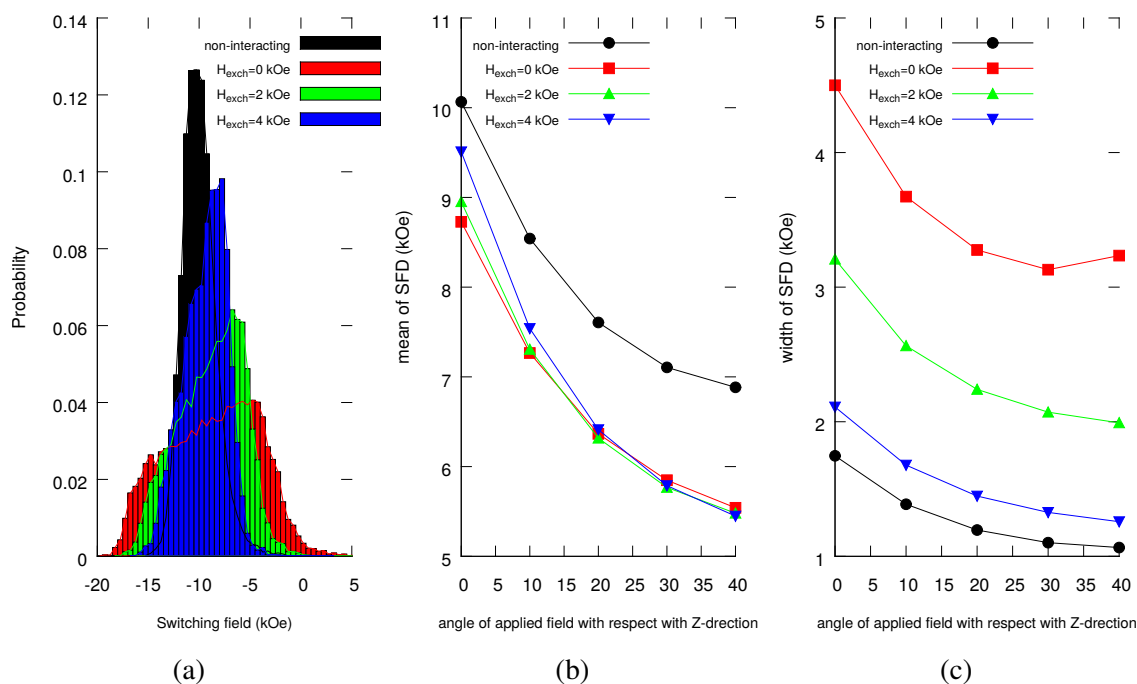 0.14
0.12
0.1
0.08
0.06
0.04
0.02
0
-20 -15 -10 -5 0 5
Probability
Switching field (kOe)
non-interacting
Hexch=0 kOe
Hexch=2 kOe
Hexch=4 kOe
(a)
11
10
9
8
7
6
5
0 5 10 15 20 25 30 35 40
mean of SFD (kOe)
angle of applied field with respect with Z-drection
non-interacting
Hexch=0 kOe
Hexch=2 kOe
Hexch=4 kOe
(b)
5
4
3
2
1
0 5 10 15 20 25 30 35 40
width of SFD (kOe)
angle of applied field with respect with Z-drection
non-interacting
Hexch=0 kOe
Hexch=2 kOe
Hexch=4 kOe
(c)